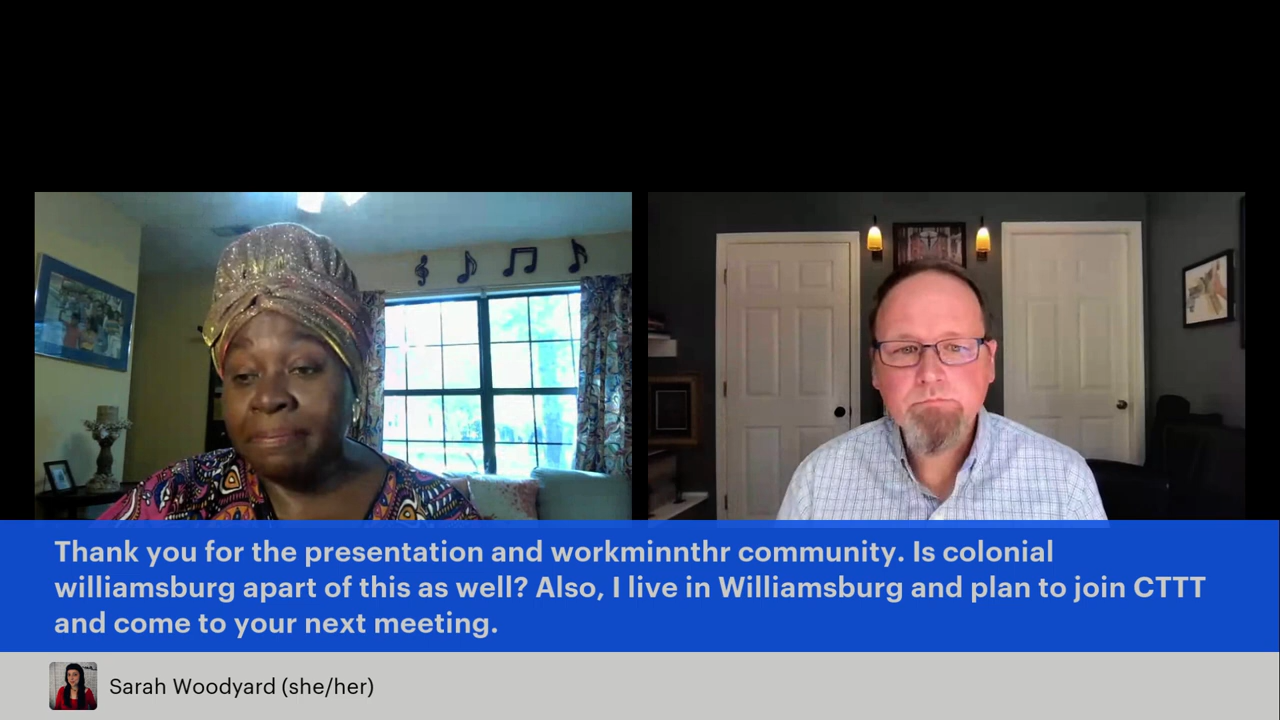 Thank you for the presentation and workminnthr community. Is colonial
williamsburg apart of this as well? Also, I live in Williamsburg and plan to join CTTT
and come to your next meeting.
Sarah Woodyard (she/her)